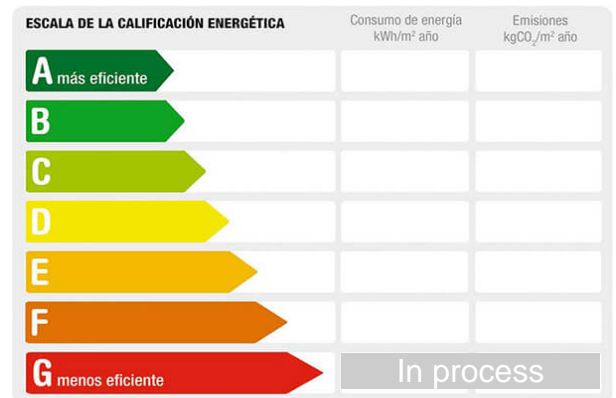 ESCALA DE LA CALIFICACIÓN ENERGÉTICA
Consumo de energía
kWh/m² año
Emisiones
kgCO₂/m² año
A más eficiente
B
C
D
E
F
G menos eficiente
In process